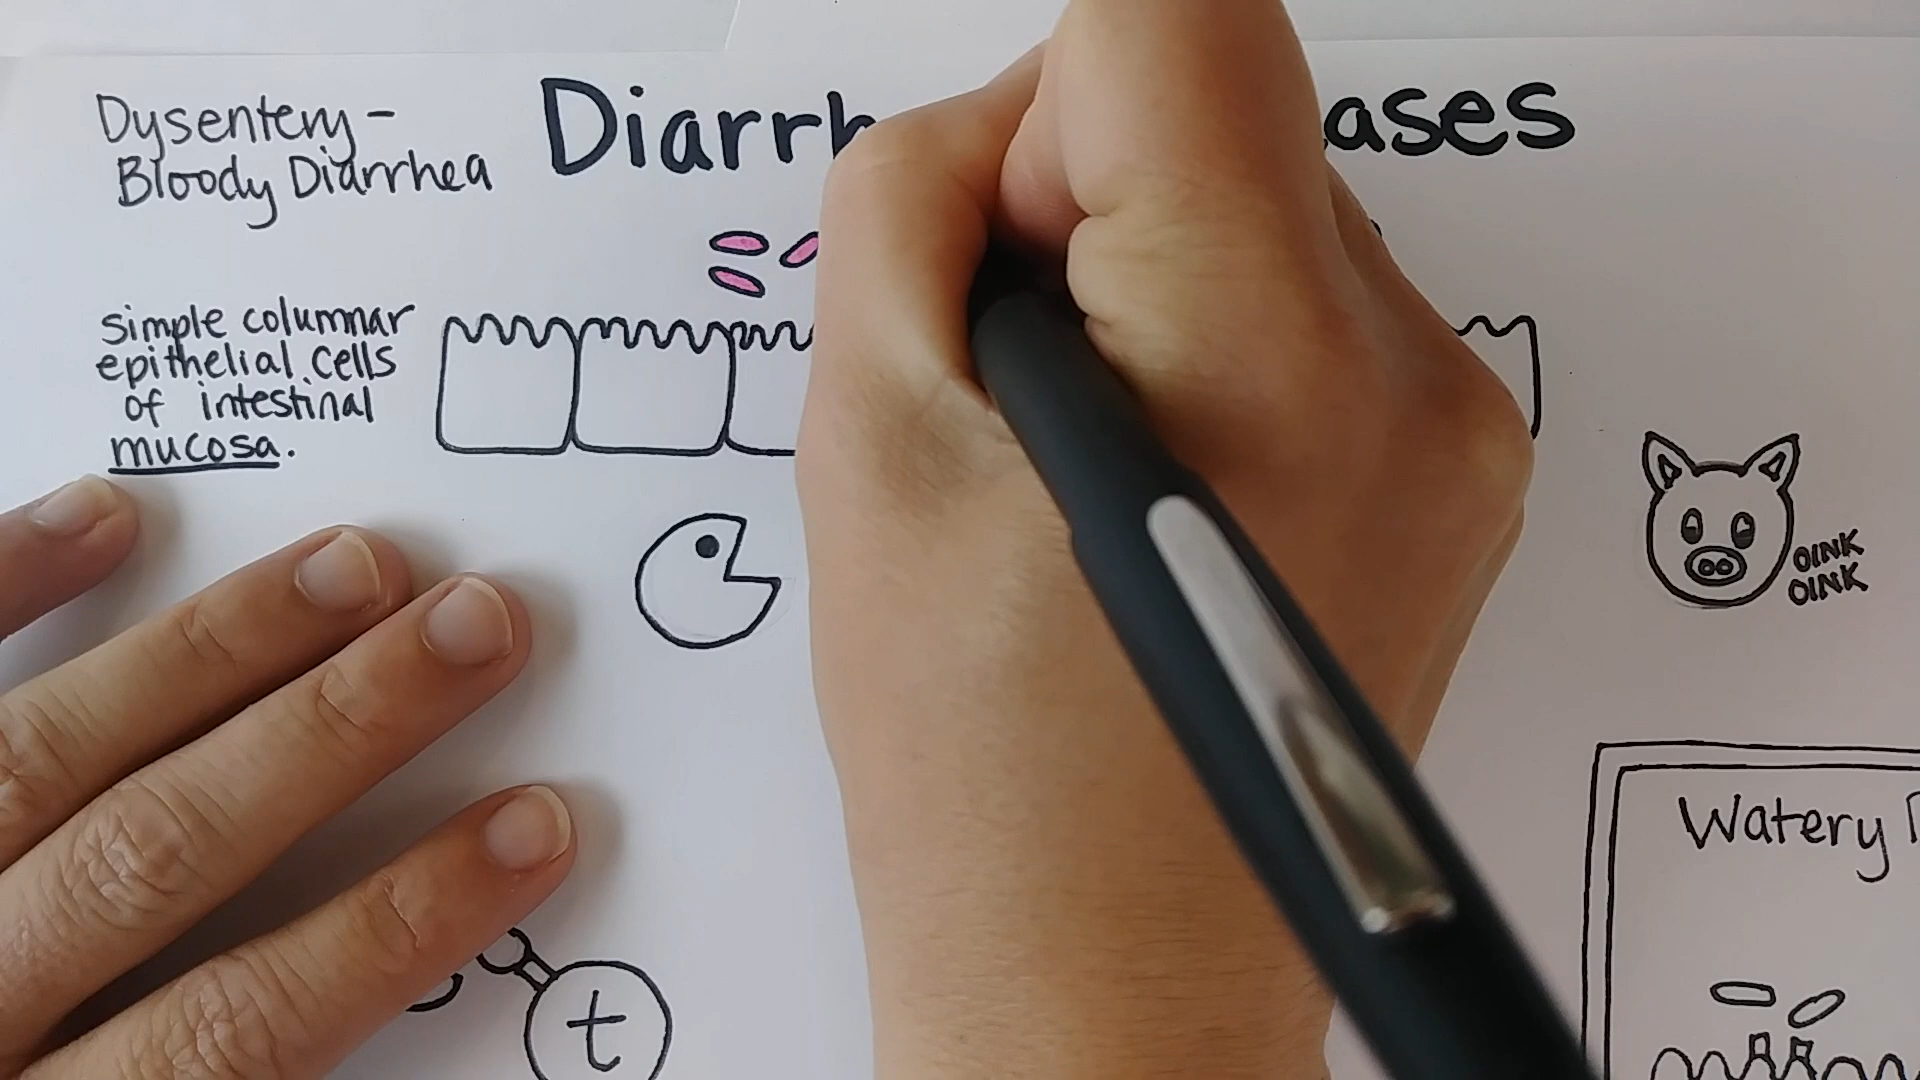 Dysentery -
Bloody Diarrhea
Diarrh
ases
simple columnar
epithelial cells
of intestinal
mucosa.
OINK
OINK
Watery
t